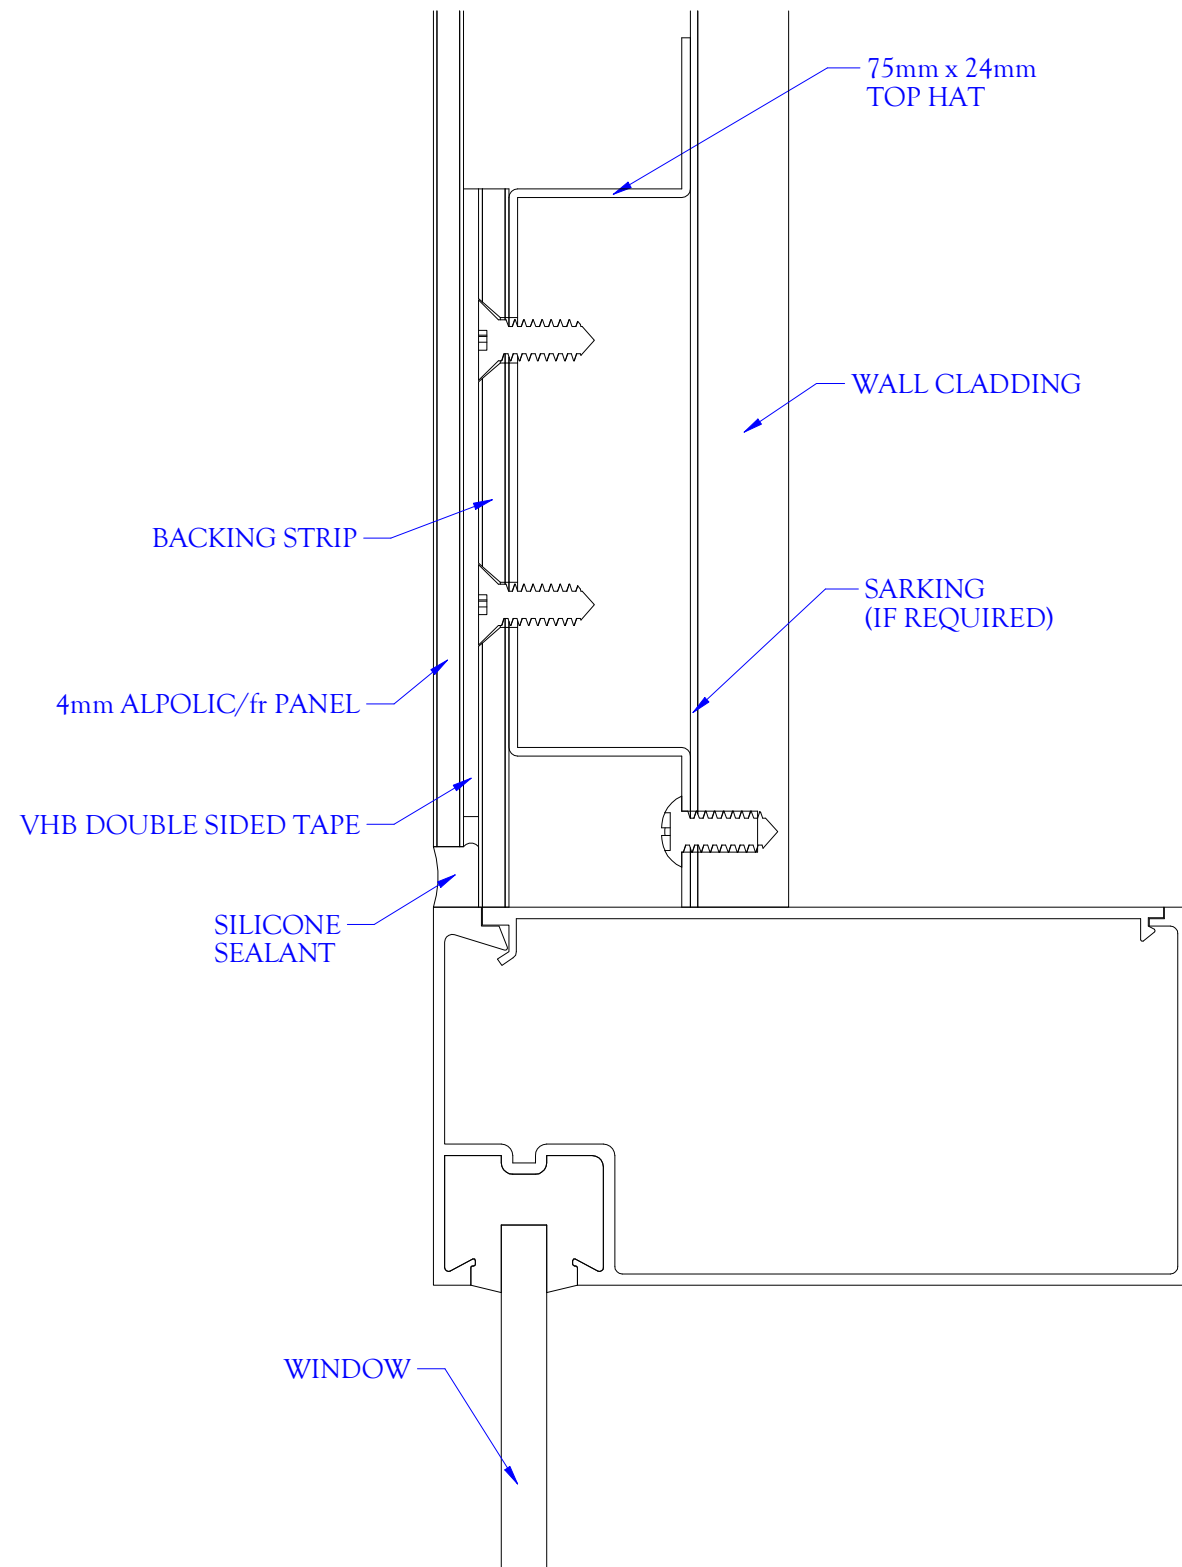 75mm x 24mm
TOP HAT
WALL CLADDING
BACKING STRIP
SARKING
(IF REQUIRED)
4mm ALPOLIC/fr PANEL
VHB DOUBLE SIDED TAPE
SILICONE
SEALANT
WINDOW